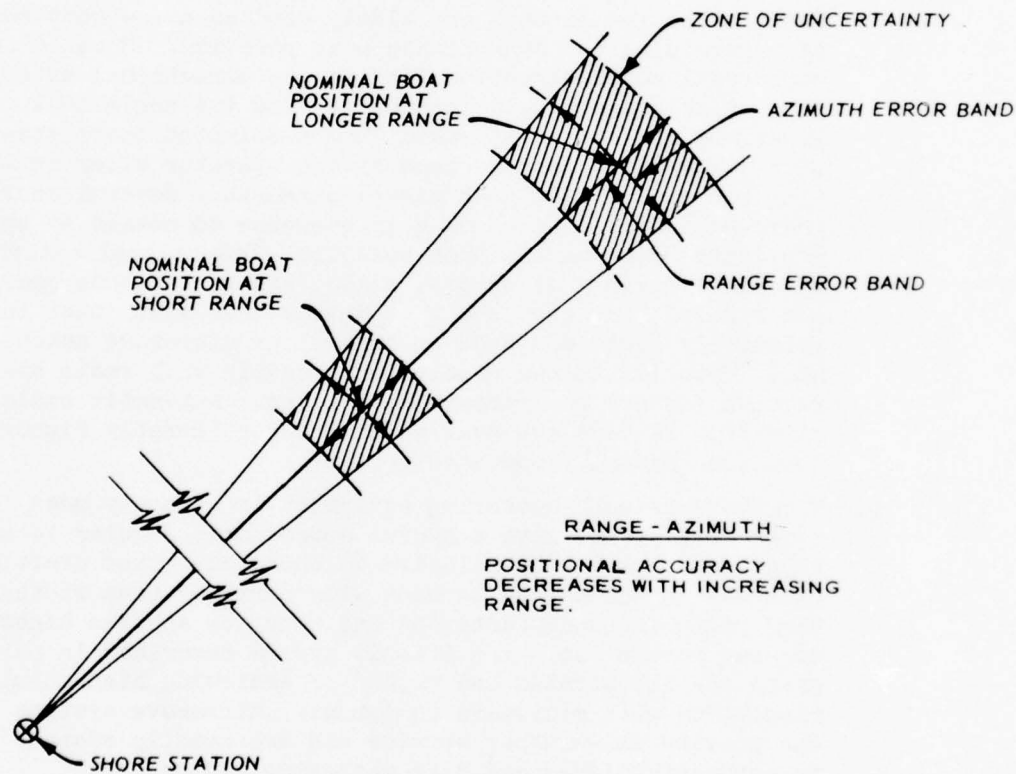 ZONE OF UNCERTAINTY
NOMINAL BOAT
POSITION AT
LONGER RANGE
AZIMUTH ERROR BAND
NOMINAL BOAT
POSITION AT
SHORT RANGE
RANGE ERROR BAND
RANGE - AZIMUTH
POSITIONAL ACCURACY
DECREASES WITH INCREASING
RANGE.
SHORE STATION